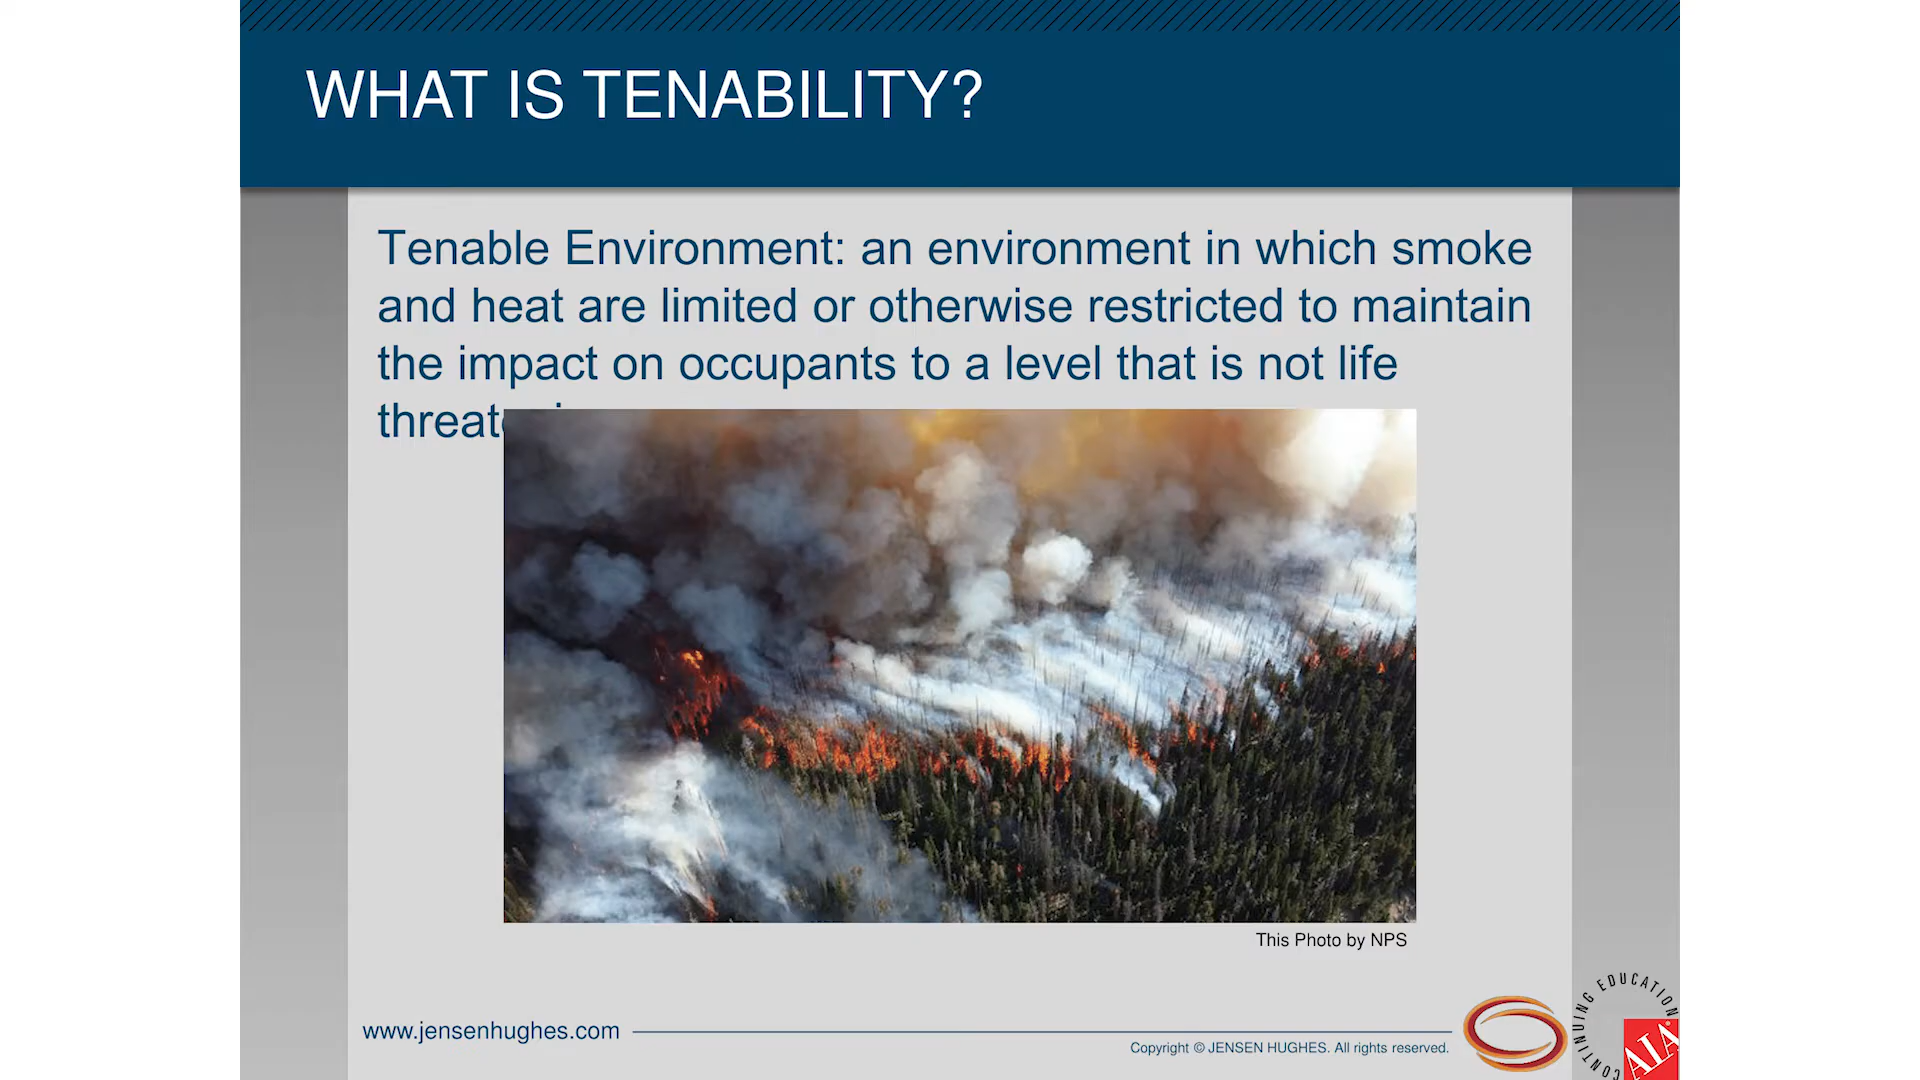 WHAT IS TENABILITY?
Tenable Environment: an environment in which smoke
and heat are limited or otherwise restricted to maintain
the impact on occupants to a level that is not life
This Photo by NPS
www.jensenhughes.com
Copyright © JENSEN HUGHES. All rights reserved.
CONTINUING EDUCATION
AIA